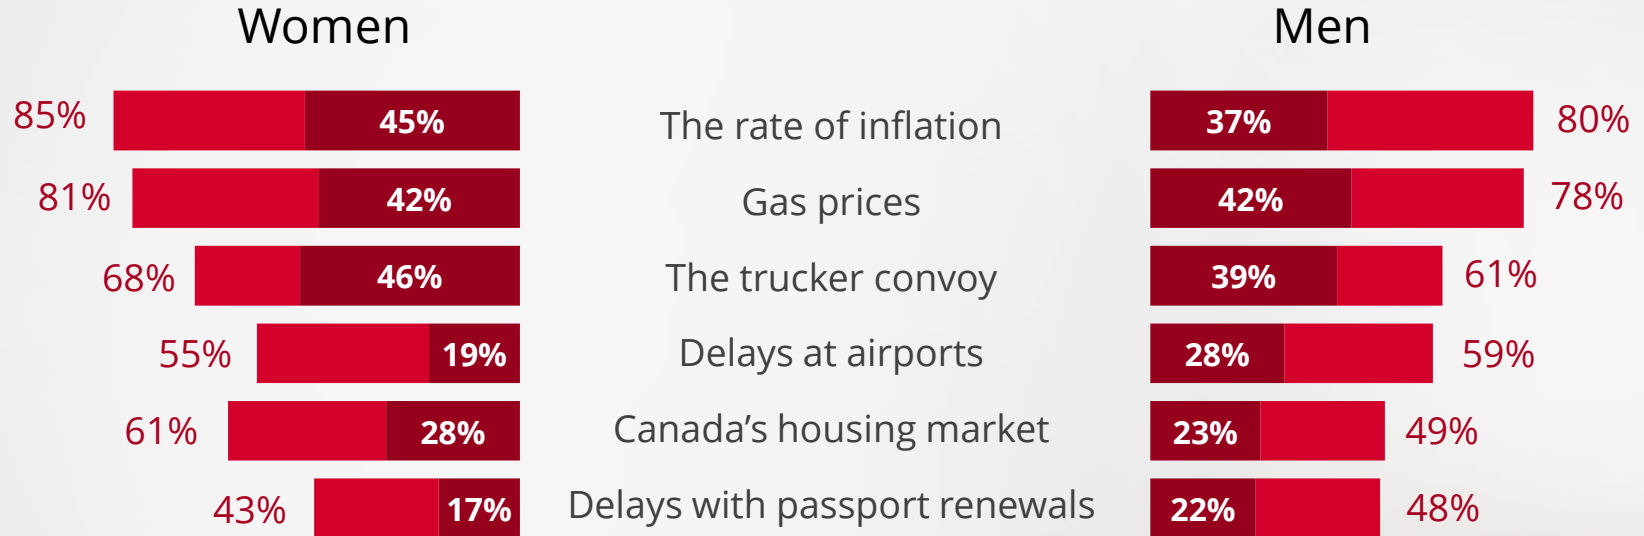 Women Men
85% 45% The rate of inflation 37% 80%
81% 42% Gas prices 42% 78%
68% 46% The trucker convoy 39% 61%
55% 19% Delays at airports 28% 59%
61% 28% Canada’s housing market 23% 49%
43% 17% Delays with passport renewals 22% 48%